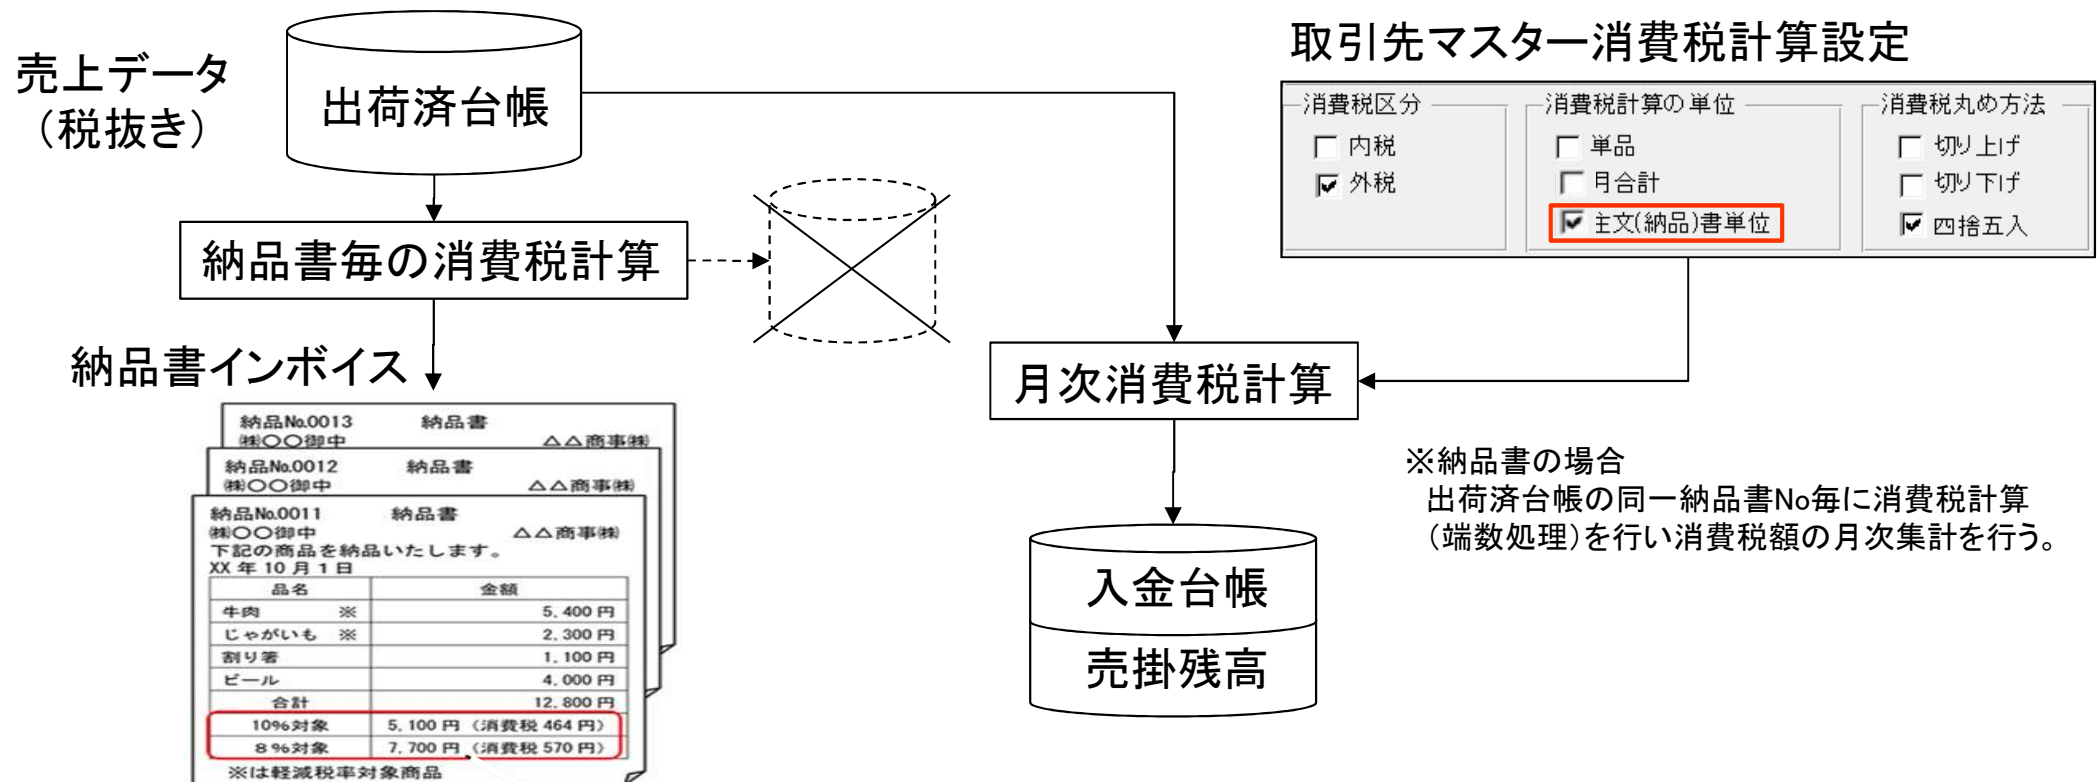 売上データ
（税抜き）
出荷済台帳
納品書毎の消費税計算
納品書インボイス
納品No.0013 納品書
㈱〇〇御中 △△商事㈱
納品No.0012 納品書
㈱〇〇御中 △△商事㈱
納品No.0011 納品書
㈱〇〇御中 △△商事㈱
下記の商品を納品いたします。
XX 年 10 月 1 日
品名 金額
牛肉 ※ 5,400 円
じゃがいも ※ 2,300 円
割り箸 1,100 円
ビール 4,000 円
合計 12,800 円
10%対象 5,100 円（消費税 464 円）
8%対象 7,700 円（消費税 570 円）
※は軽減税率対象商品
取引先マスター消費税計算設定
消費税区分
内税
外税
消費税計算の単位
単品
月合計
主文(納品)書単位
消費税丸め方法
切り上げ
切り下げ
四捨五入
月次消費税計算
※納品書の場合
出荷済台帳の同一納品書No毎に消費税計算
（端数処理）を行い消費税額の月次集計を行う。
入金台帳
売掛残高